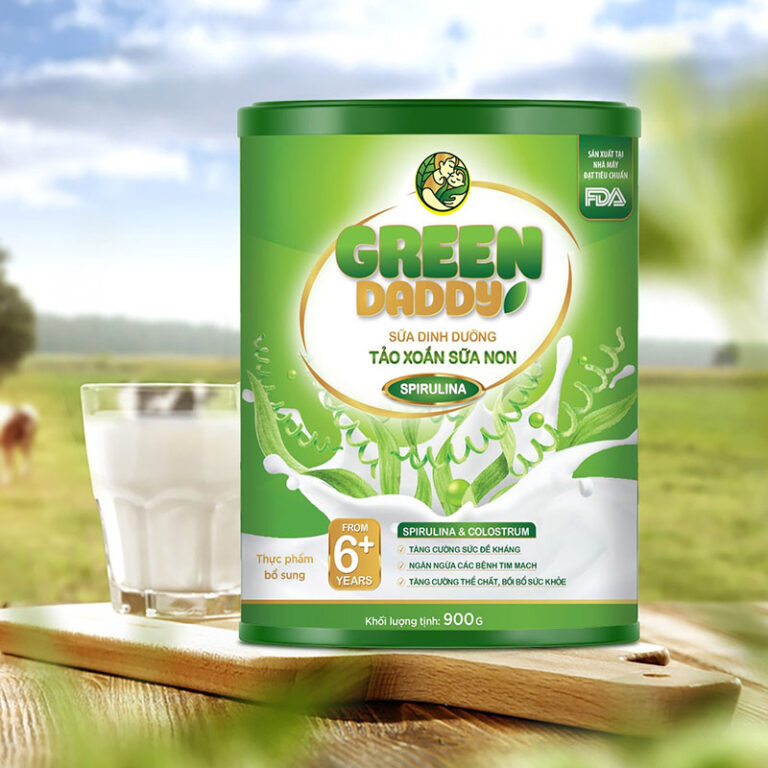 SẢN XUẤT TẠI
NHÀ MÁY
ĐẠT TIÊU CHUẨN
FDA
GREEN
DADDY
SỮA DINH DƯỠNG
TẢO XOẮN SỮA NON
SPIRULINA
FROM
6+
YEARS
Thực phẩm
bổ sung
SPIRULINA & COLOSTRUM
TĂNG CƯỜNG SỨC ĐỀ KHÁNG
NGĂN NGỪA CÁC BỆNH TIM MẠCH
TĂNG CƯỜNG THỂ CHẤT, BỒI BỔ SỨC KHỎE
Khối lượng tịnh: 900G